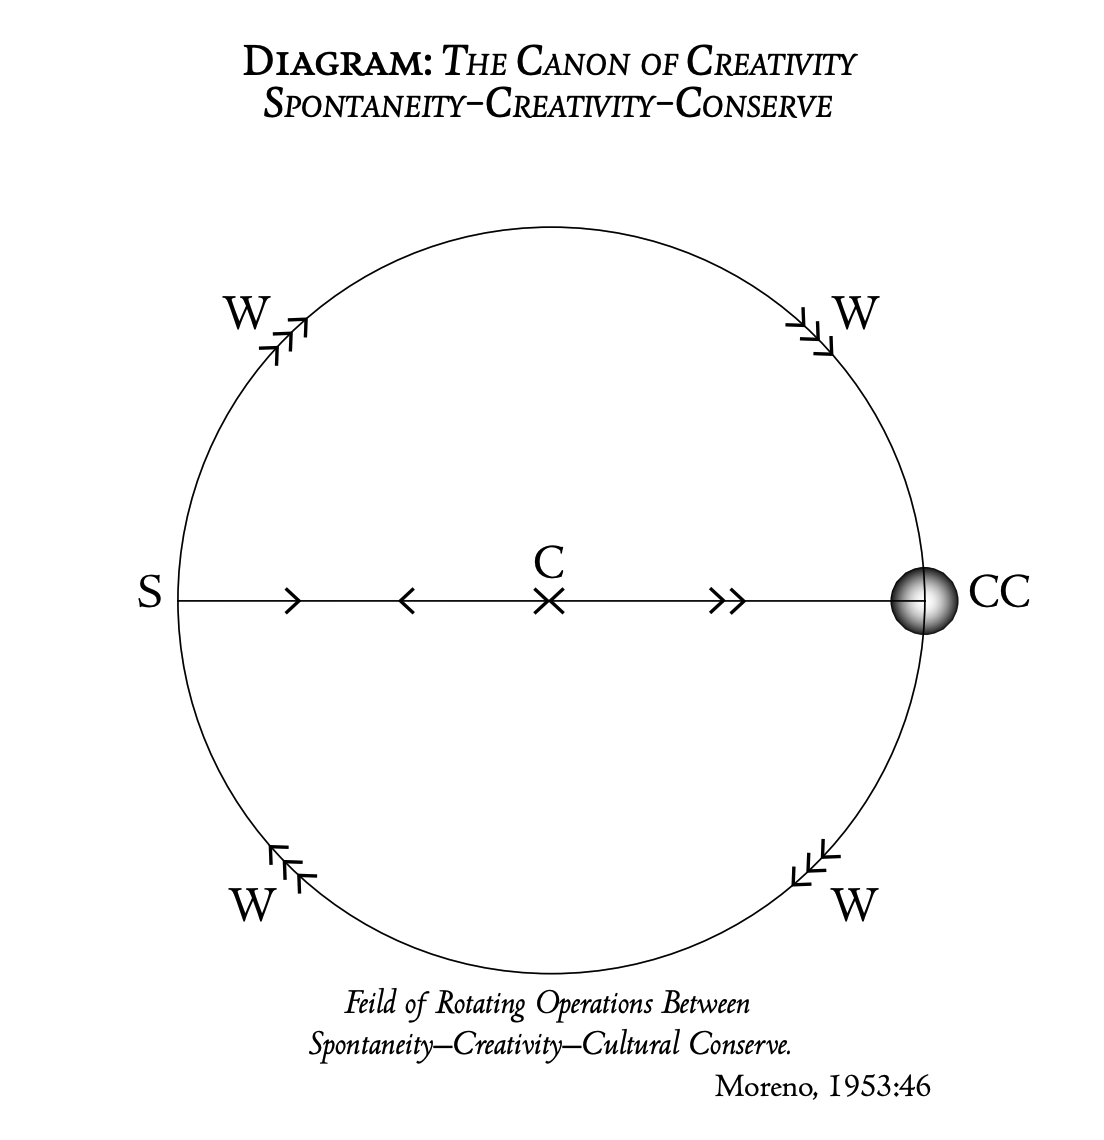 DIAGRAM: THE CANON OF CREATIVITY
SPONTANEITY–CREATIVITY–CONSERVE
W
W
C
S
CC
W
W
Feild of Rotating Operations Between
Spontaneity—Creativity—Cultural Conserve.
Moreno, 1953:46